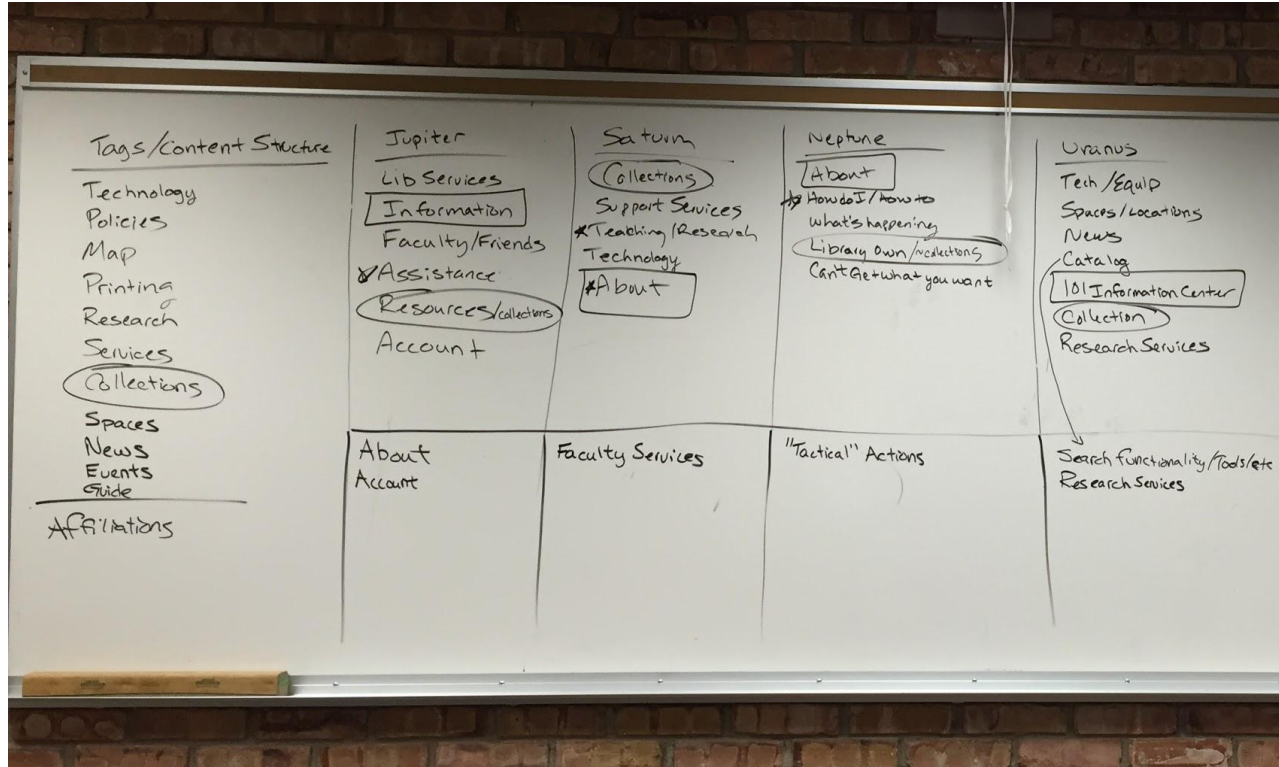 Tags/Content Structure
Technology
Policies
Map
Printing
Research
Services
Collections
Spaces
News
Events
Guide
Affiliations
Jupiter
Lib Services
Information
Faculty/Friends
Assistance
Resources/collections
Account
About
Account
Saturn
Collections
Support Services
*Teaching/Research
Technology
*About
Faculty Services
Neptune
About
*How do I/how to
what's happening
Library Own/collections
Can't Get what you want
"Tactical" Actions
Uranus
Tech/Equip
Spaces/Locations
News
Catalog
101 Information Center
Collection
Research Services
Search functionality/Tools/etc
Research Services